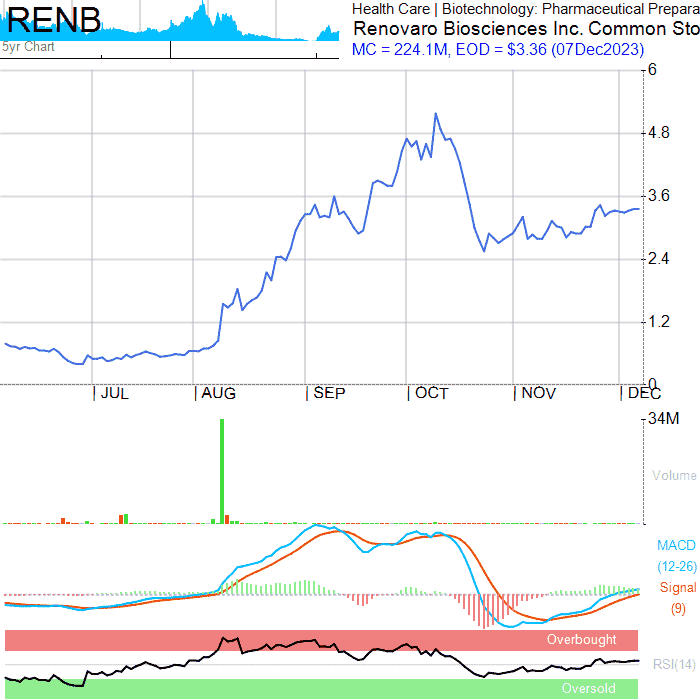 RENB
5yr Chart
Health Care | Biotechnology: Pharmaceutical Prepara
Renovaro Biosciences Inc. Common Sto
MC = 224.1M, EOD = $3.36 (07Dec2023)
6
4.8
3.6
2.4
1.2
0
JUL AUG SEP OCT NOV DEC
34M
Volume
MACD
(12-26)
Signal
(9)
Overbought
RSI(14)
Oversold